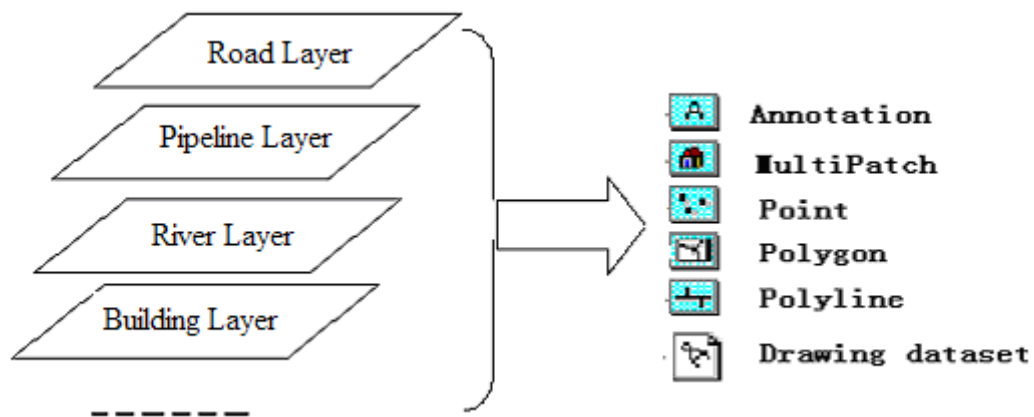 Road Layer
Pipeline Layer
River Layer
Building Layer
A
Annotation
MultiPatch
Point
Polygon
Polyline
Drawing dataset